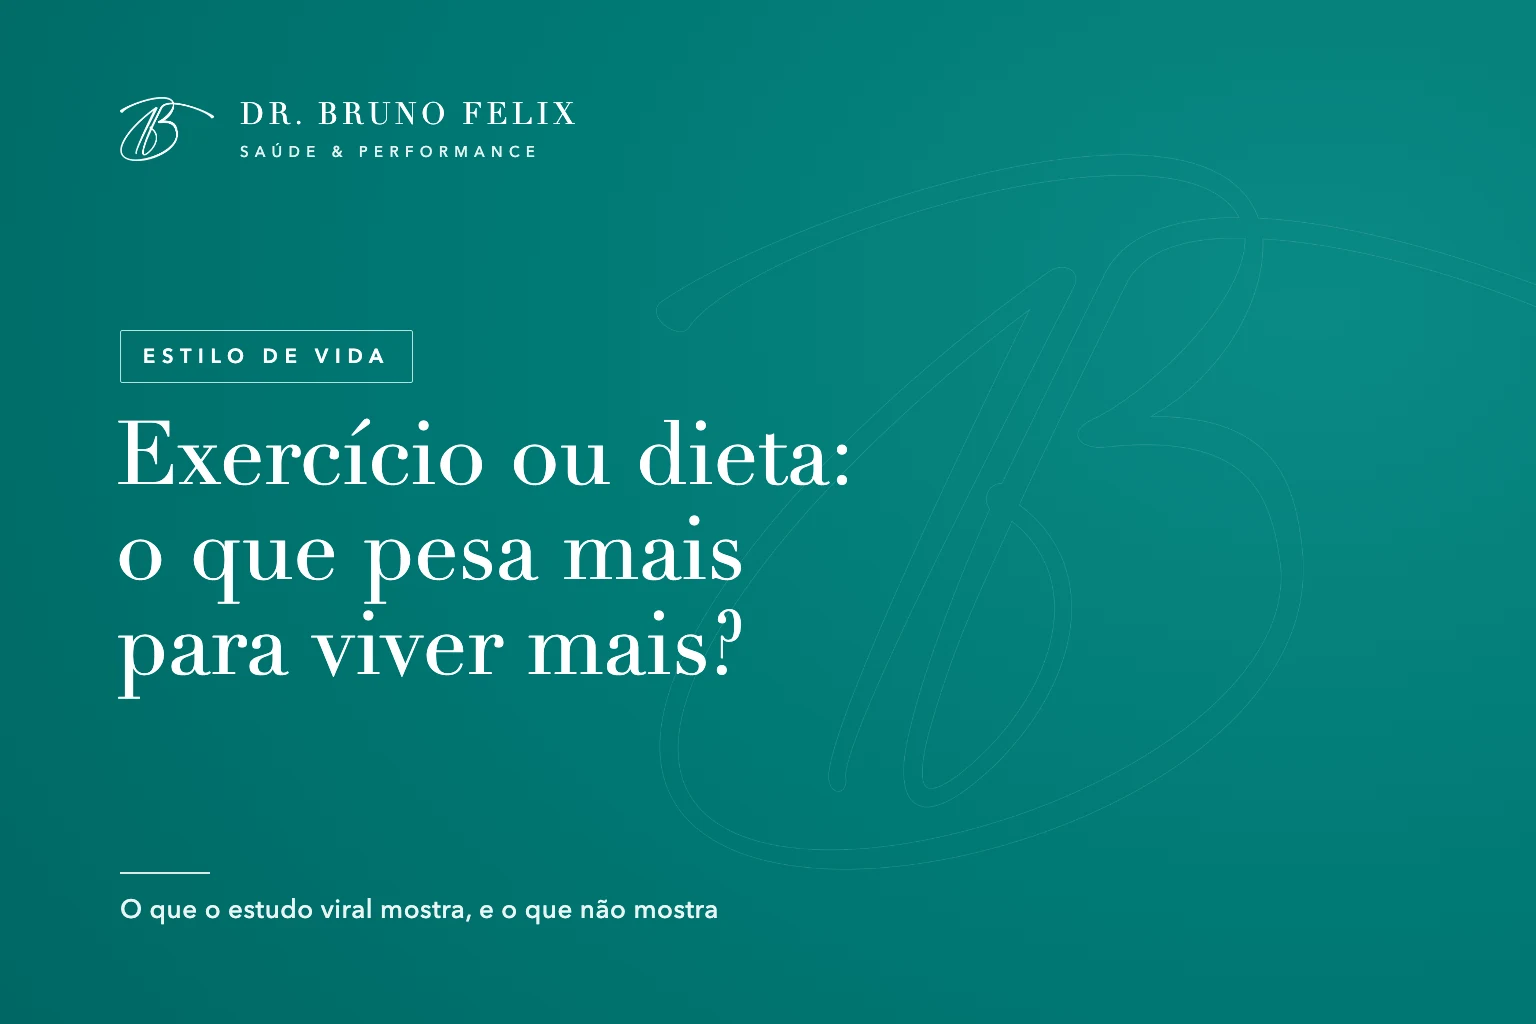 DR. BRUNO FELIX
SAÚDE & PERFORMANCE
ESTILO DE VIDA
Exercício ou dieta:
o que pesa mais
para viver mais?
O que o estudo viral mostra, e o que não mostra